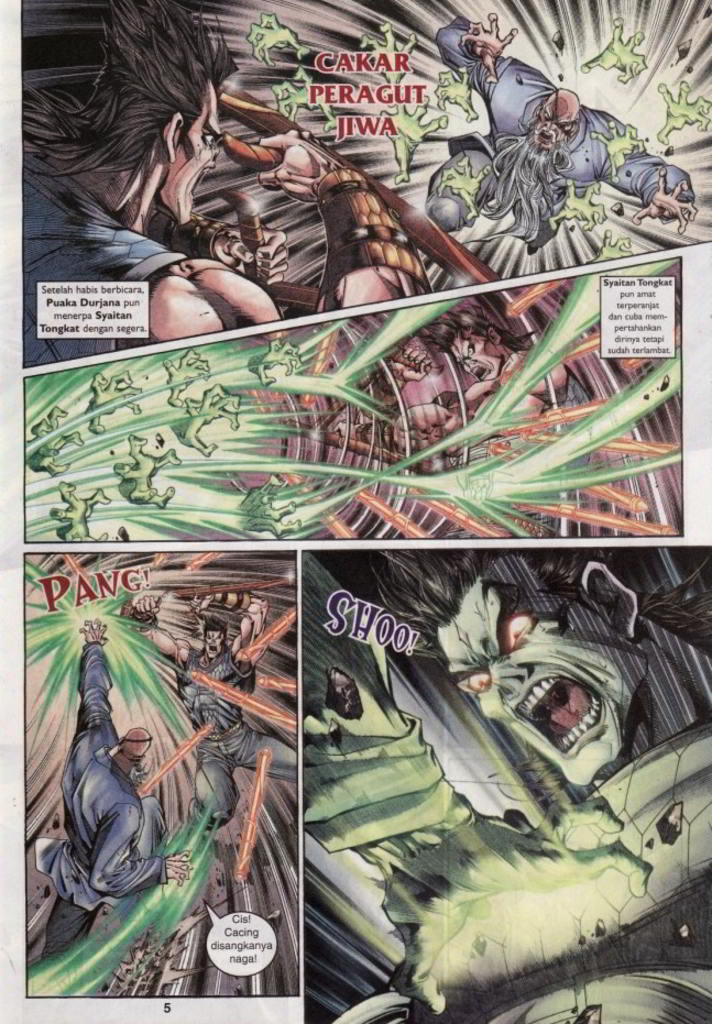 CAKAR
PERAGUT
JIWA
Setelah habis berbicara,
Puaka Durjana pun
menerpa Syaitan
Tongkat dengan segera.
Syaitan Tongkat
pun amat
terperanjat
dan cuba mem-
pertahankan
dirinya tetapi
sudah terlambat.
PANG!
SHOO!
Cis!
Cacing
disangkanya
naga!
5